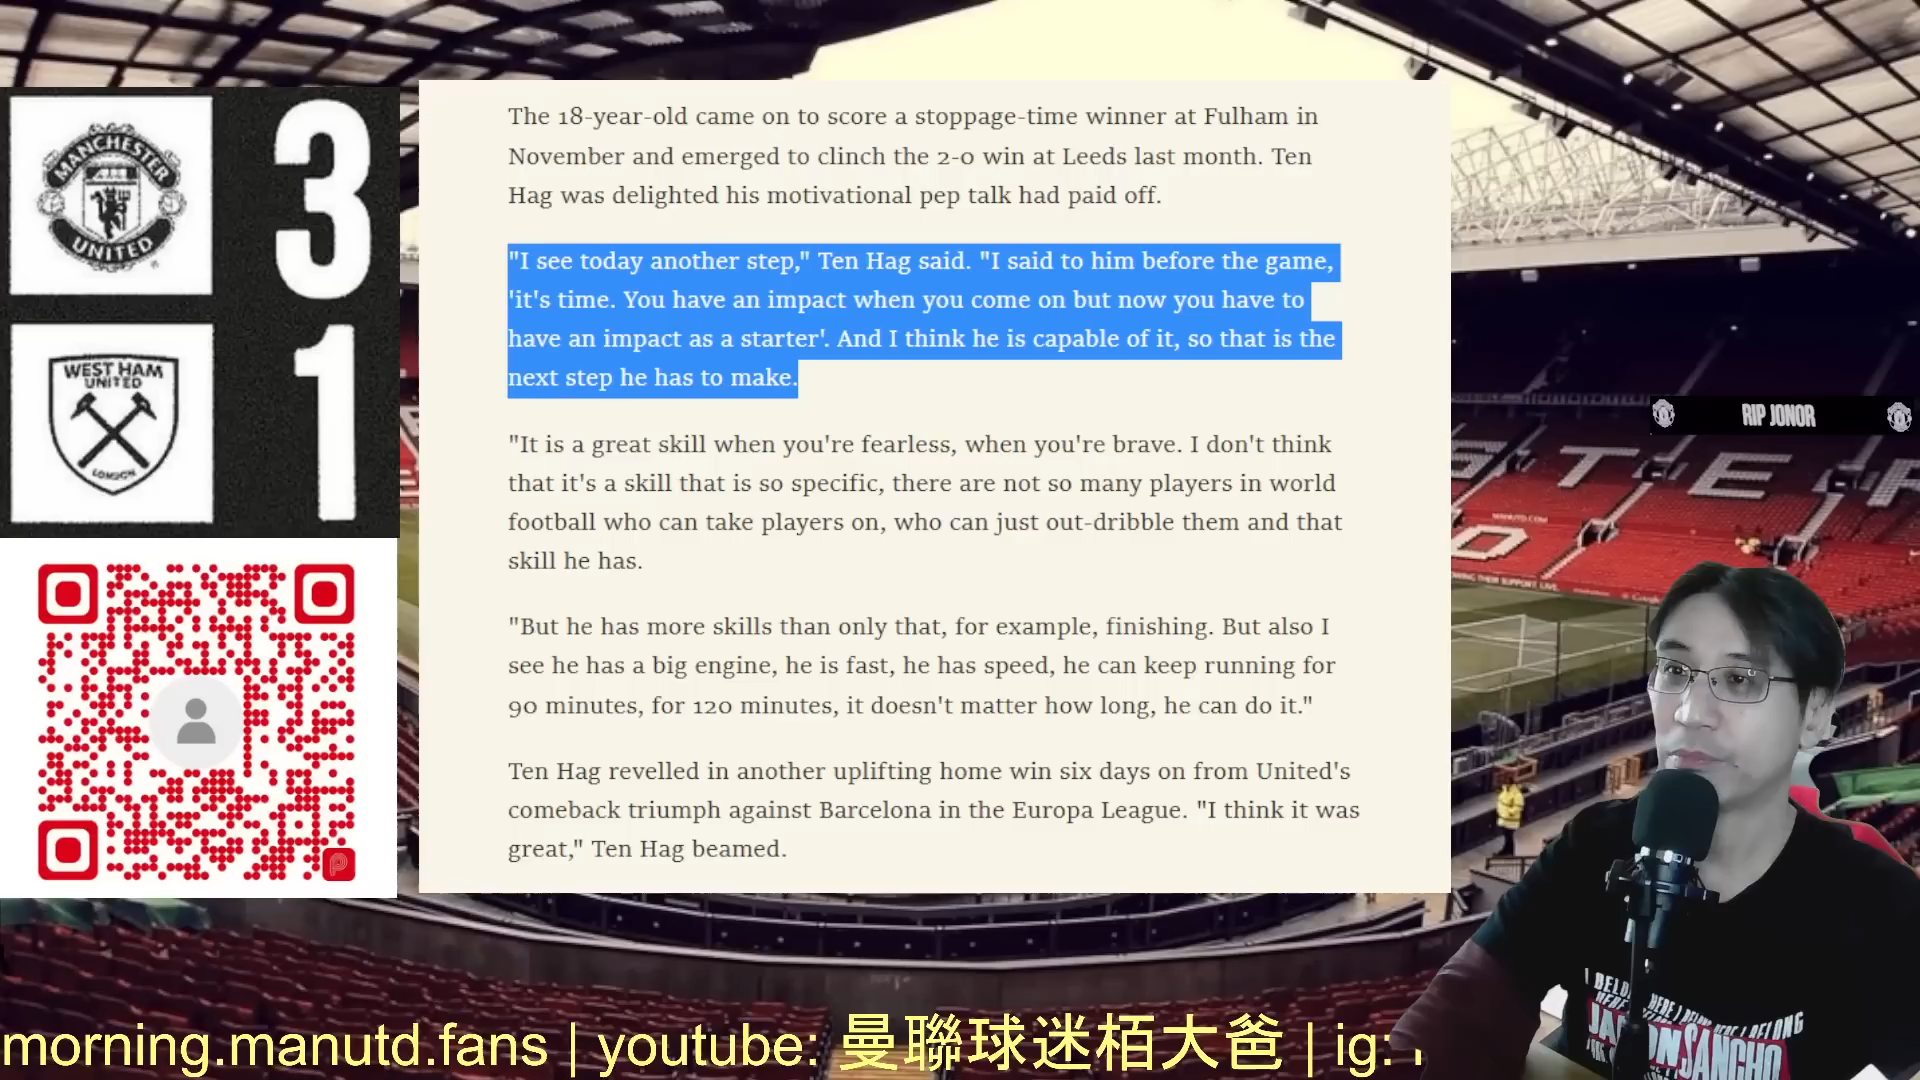 MANCHESTER
UNITED
3
WEST HAM
UNITED
LONDON
1
The 18-year-old came on to score a stoppage-time winner at Fulham in
November and emerged to clinch the 2-0 win at Leeds last month. Ten
Hag was delighted his motivational pep talk had paid off.
"I see today another step," Ten Hag said. "I said to him before the game,
'it's time. You have an impact when you come on but now you have to
have an impact as a starter'. And I think he is capable of it, so that is the
next step he has to make.
"It is a great skill when you're fearless, when you're brave. I don't think
that it's a skill that is so specific, there are not so many players in world
football who can take players on, who can just out-dribble them and that
skill he has.
"But he has more skills than only that, for example, finishing. But also I
see he has a big engine, he is fast, he has speed, he can keep running for
90 minutes, for 120 minutes, it doesn't matter how long, he can do it."
Ten Hag revelled in another uplifting home win six days on from United's
comeback triumph against Barcelona in the Europa League. "I think it was
great," Ten Hag beamed.
RIP JONOR
STER
MANUTD.COM
I BELONG
HERE I BELONG
JADON SANCHO
morning.manutd.fans | youtube: 曼聯球迷栢大爸 | ig: